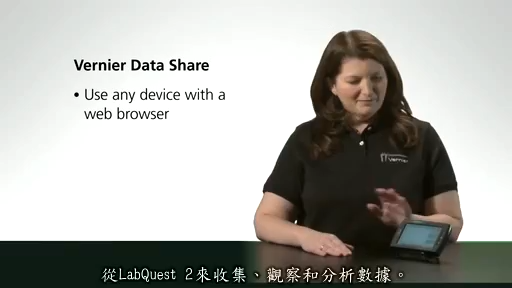 Vernier Data Share
• Use any device with a
web browser
Vernier
從LabQuest 2來收集、觀察和分析數據。